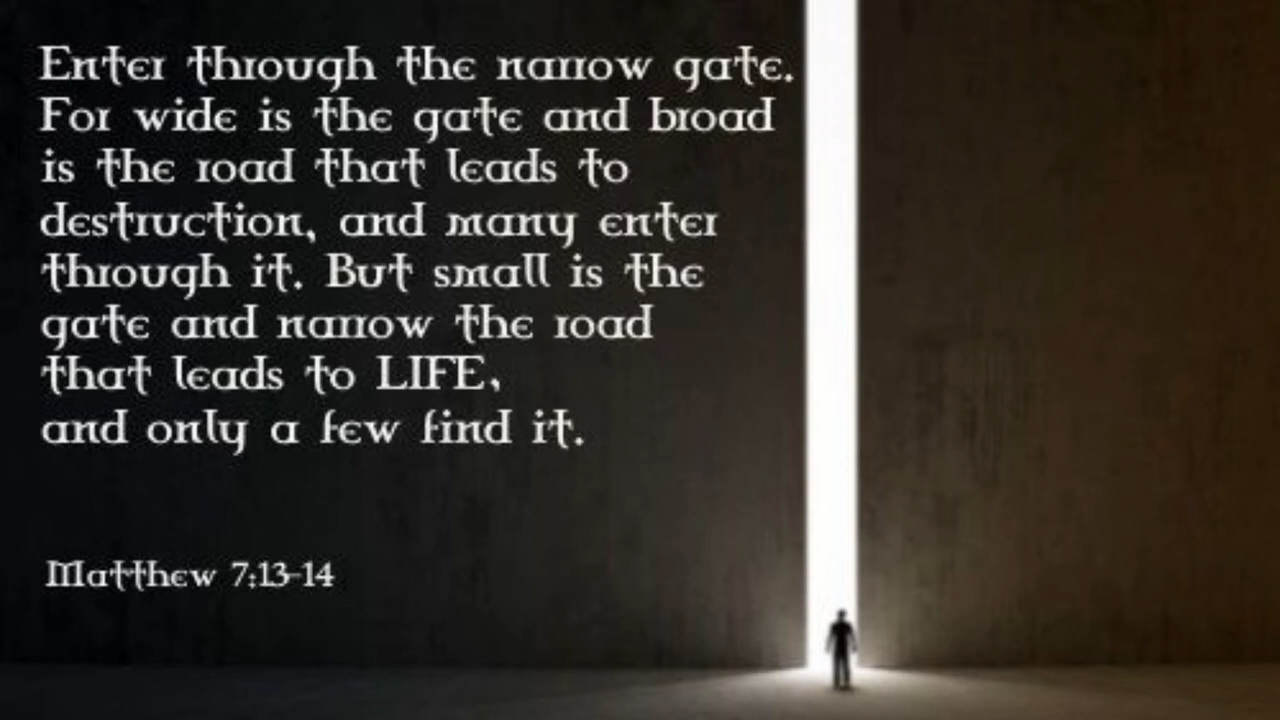 Enter through the narrow gate.
For wide is the gate and broad
is the road that leads to
destruction, and many enter
through it. But small is the
gate and narrow the road
that leads to LIFE,
and only a few find it.
Matthew 7:13-14